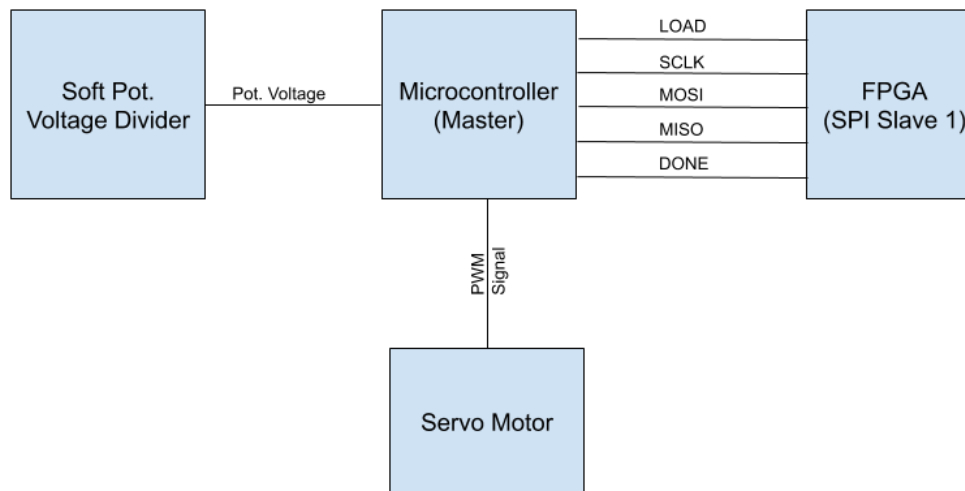 Soft Pot.
Voltage Divider
Pot. Voltage
Microcontroller
(Master)
LOAD
SCLK
MOSI
MISO
DONE
FPGA
(SPI Slave 1)
PWM
Signal
Servo Motor